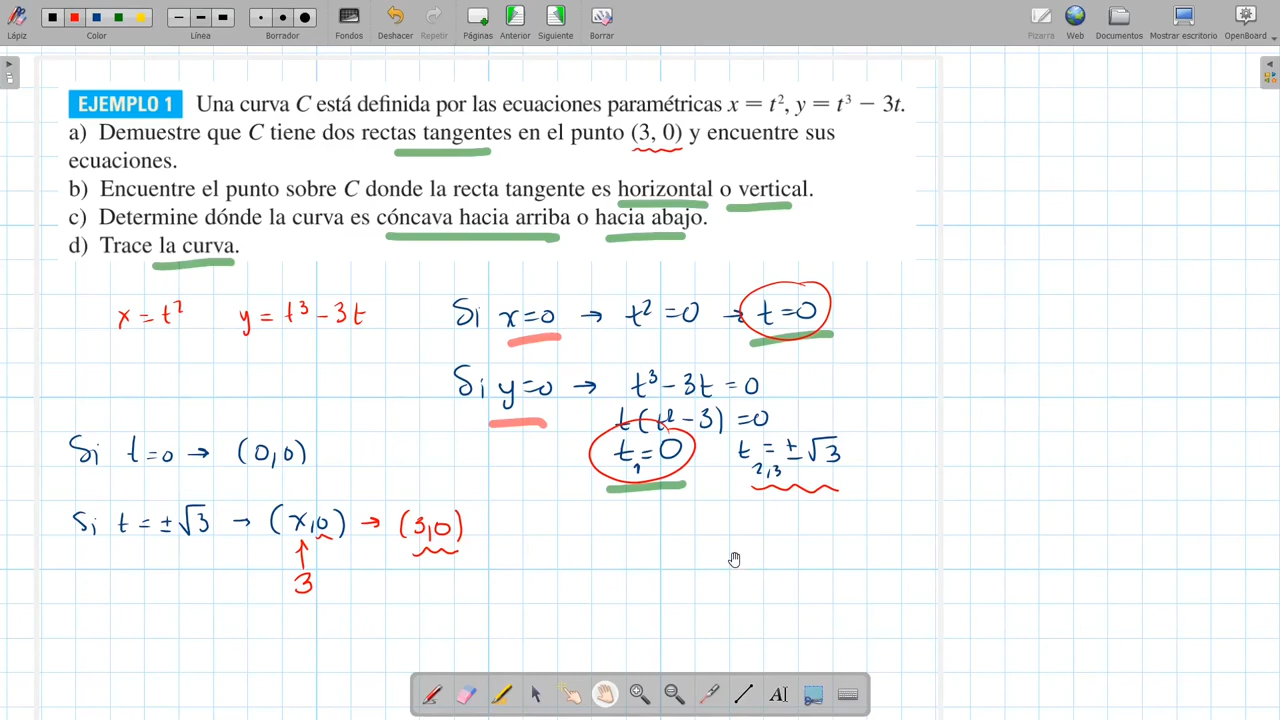 Lápiz Color Línea Borrador Fondos Deshacer Repetir Páginas Anterior Siguiente Borrar Pizarra Web Documentos Mostrar escritorio OpenBoard
EJEMPLO 1 Una curva C está definida por las ecuaciones paramétricas x = t², y = t³ − 3t.
a) Demuestre que C tiene dos rectas tangentes en el punto (3, 0) y encuentre sus
ecuaciones.
b) Encuentre el punto sobre C donde la recta tangente es horizontal o vertical.
c) Determine dónde la curva es cóncava hacia arriba o hacia abajo.
d) Trace la curva.
x = t² y = t³ − 3t
Si x=0 → t² =0 → t=0
Si y=0 → t³ − 3t =0
t(t² − 3) =0
t₁ = 0 t₂,₃ = ±√3
Si t=0 → (0,0)
Si t = ±√3 → (x,0) → (3,0)
3
AI